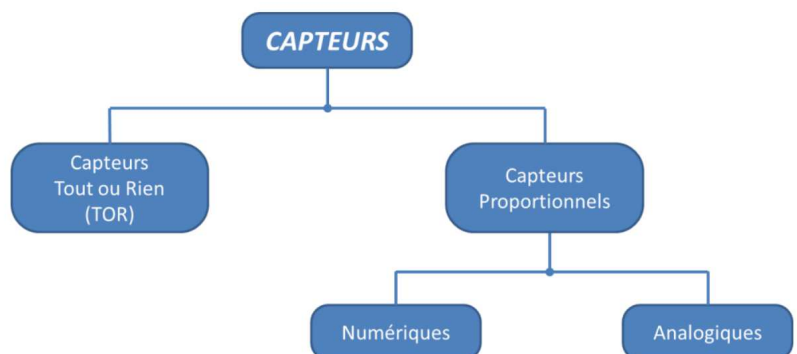 CAPTEURS
Capteurs
Tout ou Rien
(TOR)
Capteurs
Proportionnels
Numériques
Analogiques